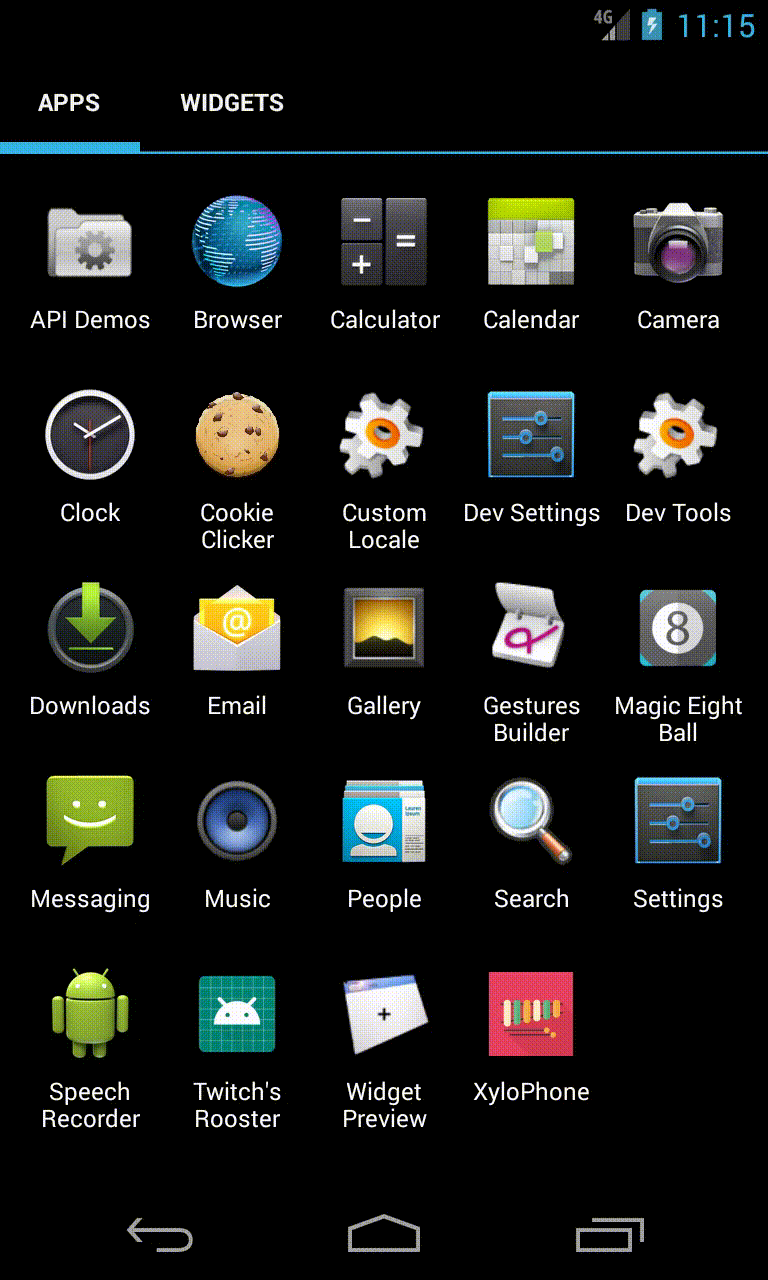 4G 11:15
APPS WIDGETS
API Demos Browser Calculator Calendar Camera
Clock Cookie Clicker Custom Locale Dev Settings Dev Tools
Downloads Email Gallery Gestures Builder Magic Eight Ball
@
8
Messaging Music People Search Settings
Speech Recorder Twitch's Rooster Widget Preview XyloPhone